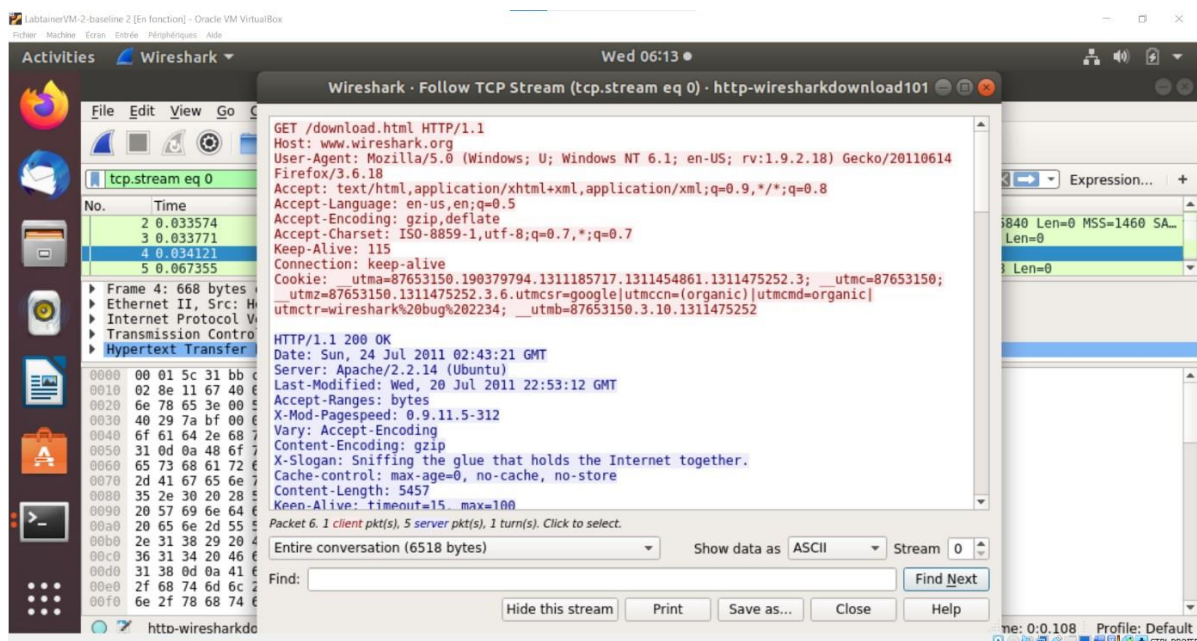 LabtainerVM-2-baseline 2 [En fonction] - Oracle VM VirtualBox
Fichier Machine Écran Entrée Périphériques Aide
Activities Wireshark Wed 06:13
Wireshark · Follow TCP Stream (tcp.stream eq 0) · http-wiresharkdownload101
File Edit View Go
tcp.stream eq 0
Expression... +
No. Time
2 0.033574
3 0.033771
4 0.034121
5 0.067355
5840 Len=0 MSS=1460 SA…
Len=0
Len=0
Frame 4: 668 bytes
Ethernet II, Src:
Internet Protocol
Transmission Contro
Hypertext Transfer
0000 00 01 5c 31 bb
0010 02 8e 11 67 40
0020 6e 78 65 3e 00
0030 40 29 7a bf 00
0040 6f 61 64 2e 68
0050 31 0d 0a 48 6f
0060 65 73 68 61 72
0070 2d 41 67 65 6e
0080 35 2e 30 20 28
0090 20 57 69 6e 64
00a0 20 65 6e 2d 55
00b0 2e 31 38 29 20
00c0 36 31 34 20 46
00d0 31 38 0d 0a 41
00e0 2f 68 74 6d 6c
00f0 6e 2f 78 68 74
GET /download.html HTTP/1.1
Host: www.wireshark.org
User-Agent: Mozilla/5.0 (Windows; U; Windows NT 6.1; en-US; rv:1.9.2.18) Gecko/20110614
Firefox/3.6.18
Accept: text/html,application/xhtml+xml,application/xml;q=0.9,*/*;q=0.8
Accept-Language: en-us,en;q=0.5
Accept-Encoding: gzip,deflate
Accept-Charset: ISO-8859-1,utf-8;q=0.7,*;q=0.7
Keep-Alive: 115
Connection: keep-alive
Cookie: __utma=87653150.190379794.1311185717.1311454861.1311475252.3; __utmc=87653150;
__utmz=87653150.1311475252.3.6.utmcsr=google|utmccn=(organic)|utmcmd=organic|
utmctr=wireshark%20bug%202234; __utmb=87653150.3.10.1311475252
HTTP/1.1 200 OK
Date: Sun, 24 Jul 2011 02:43:21 GMT
Server: Apache/2.2.14 (Ubuntu)
Last-Modified: Wed, 20 Jul 2011 22:53:12 GMT
Accept-Ranges: bytes
X-Mod-Pagespeed: 0.9.11.5-312
Vary: Accept-Encoding
Content-Encoding: gzip
X-Slogan: Sniffing the glue that holds the Internet together.
Cache-control: max-age=0, no-cache, no-store
Content-Length: 5457
Keep-Alive: timeout=15, max=100
Packet 6. 1 client pkt(s), 5 server pkt(s), 1 turn(s). Click to select.
Entire conversation (6518 bytes) Show data as ASCII Stream 0
Find: Find Next
Hide this stream Print Save as... Close Help
http-wiresharkdo
me: 0:0.108 Profile: Default